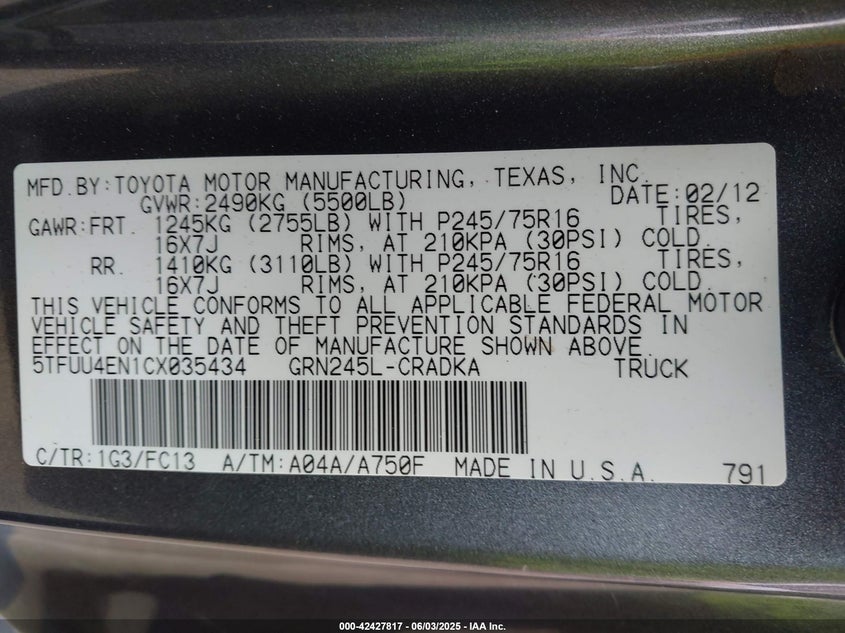 MFD.BY:TOYOTA MOTOR MANUFACTURING, TEXAS, INC.
GVWR:2490KG (5500LB) DATE:02/12
GAWR:FRT. 1245KG (2755LB) WITH P245/75R16 TIRES,
16X7J RIMS, AT 210KPA (30PSI) COLD.
RR. 1410KG (3110LB) WITH P245/75R16 TIRES,
16X7J RIMS, AT 210KPA (30PSI) COLD.
THIS VEHICLE CONFORMS TO ALL APPLICABLE FEDERAL MOTOR
VEHICLE SAFETY AND THEFT PREVENTION STANDARDS IN
EFFECT ON THE DATE OF MANUFACTURE SHOWN ABOVE.
5TFUU4EN1CX035434 GRN245L-CRADKA TRUCK
C/TR:1G3/FC13 A/TM:A04A/A750F MADE IN U.S.A. 791
000-42427817 - 06/03/2025 - IAA Inc.